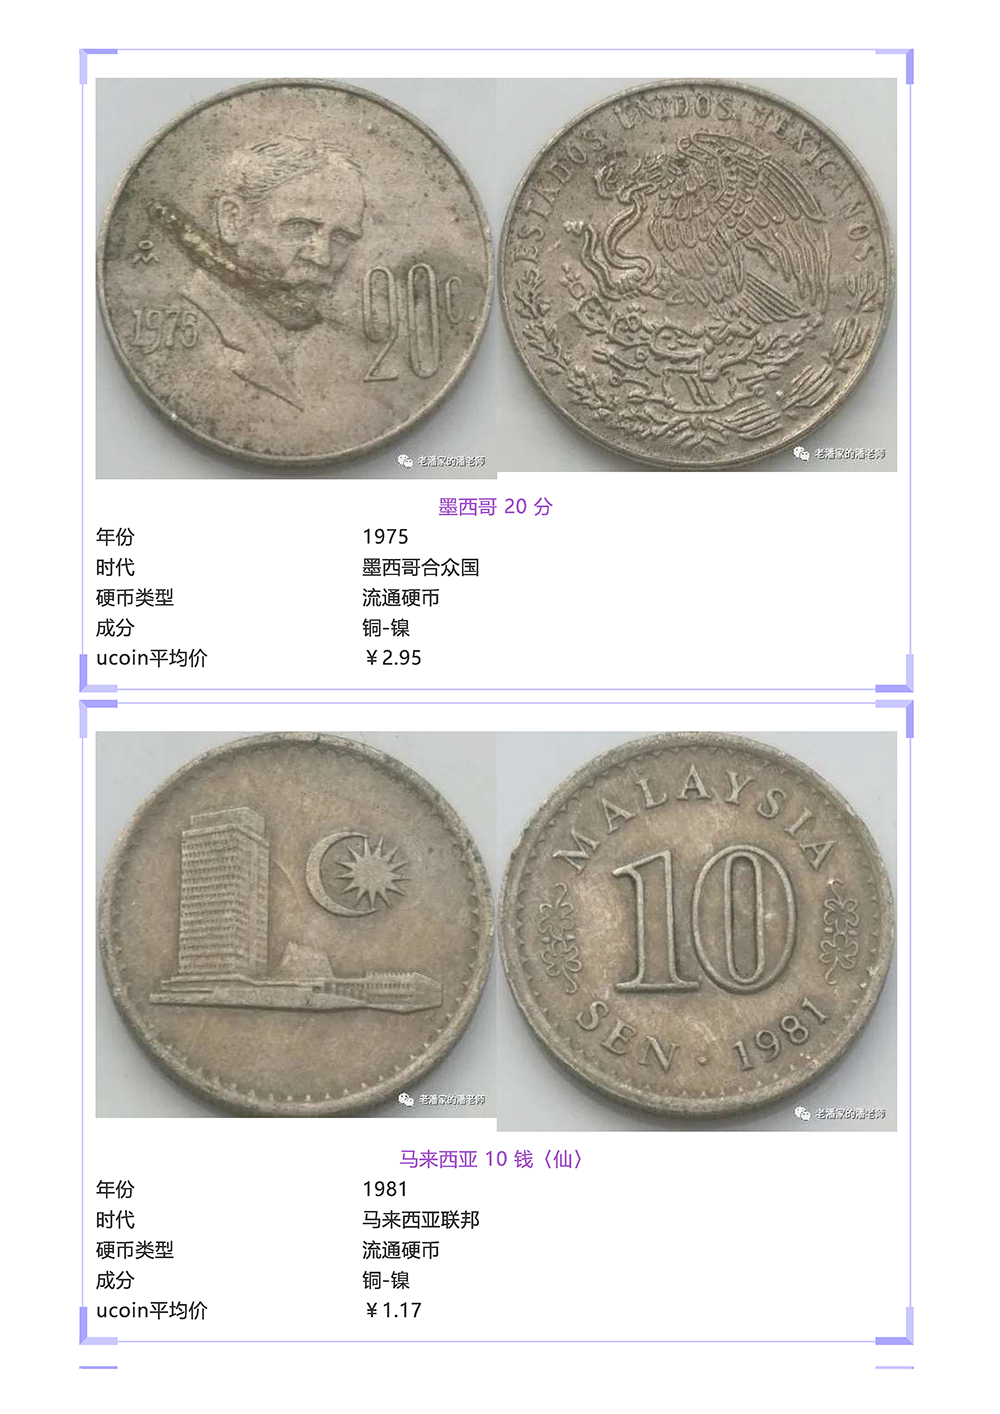 ESTADOS UNIDOS MEXICANOS
M
1975
20 C
老潘家的潘老师
老潘家的潘老师
墨西哥 20 分
年份 1975
时代 墨西哥合众国
硬币类型 流通硬币
成分 铜-镍
ucoin平均价 ￥2.95
MALAYSIA
10
SEN · 1981
老潘家的潘老师
老潘家的潘老师
马来西亚 10 钱〈仙〉
年份 1981
时代 马来西亚联邦
硬币类型 流通硬币
成分 铜-镍
ucoin平均价 ￥1.17